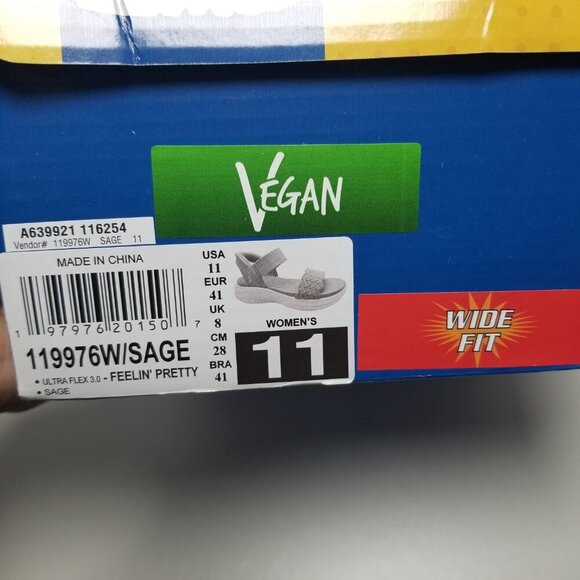 VEGAN
A639921 116254
Vendor# 119976W SAGE 11
MADE IN CHINA
1 97976 20150 7
119976W/SAGE
• ULTRA FLEX 3.0 - FEELIN' PRETTY
• SAGE
USA
11
EUR
41
UK
8
CM
28
BRA
41
WOMEN'S
11
WIDE
FIT